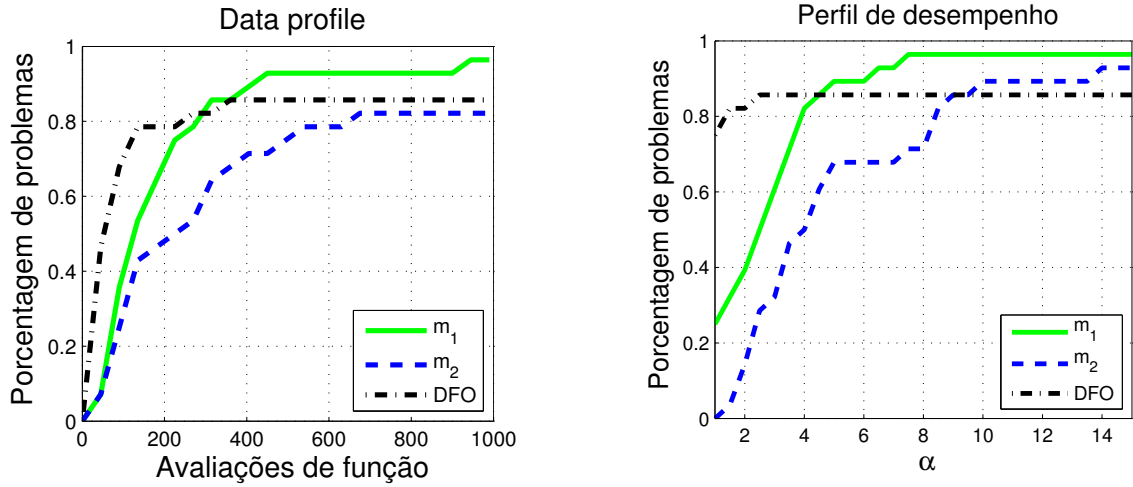 Data profile
1
0.8
0.6
0.4
0.2
0
0 200 400 600 800 1000
Porcentagem de problemas
Avaliações de função
m1
m2
DFO
Perfil de desempenho
1
0.8
0.6
0.4
0.2
0
2 4 6 8 10 12 14
Porcentagem de problemas
α
m1
m2
DFO